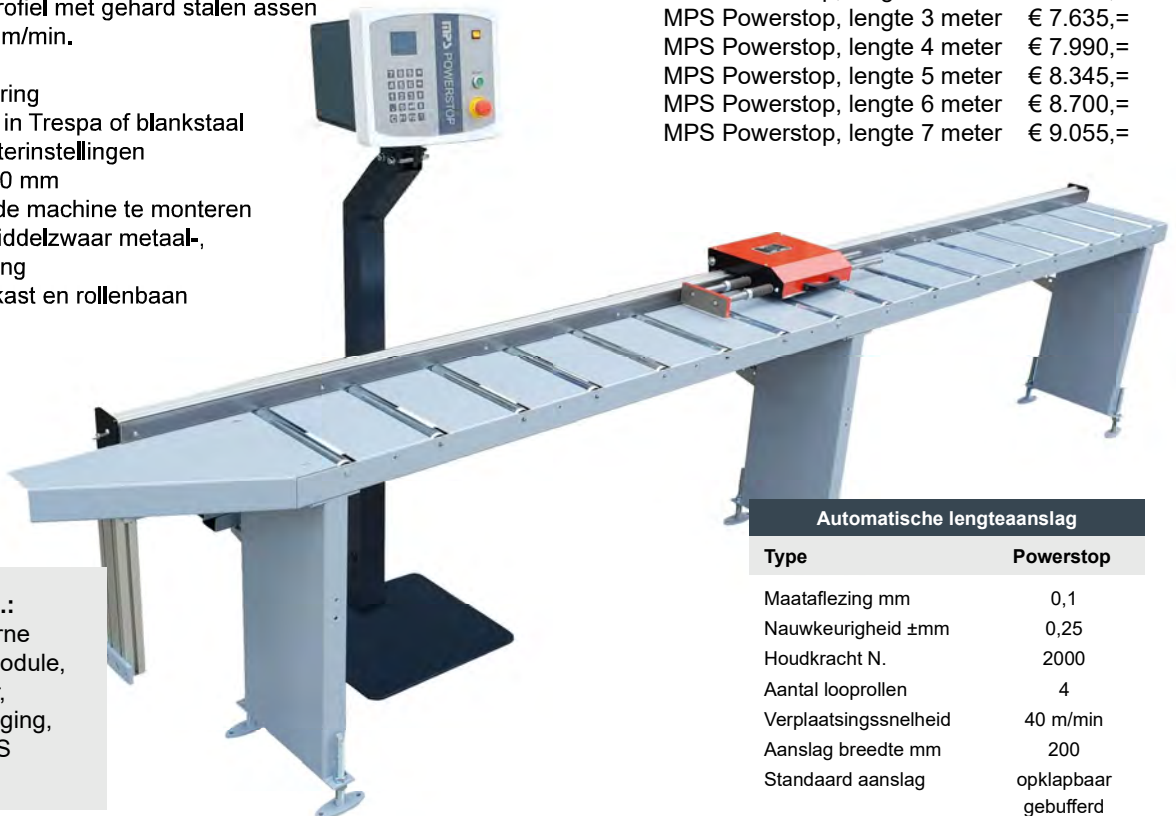 rofiel met gehard stalen assen
m/min.
ring
in Trespa of blankstaal
terinstellingen
0 mm
de machine te monteren
iddelzwaar metaal-,
ng
kast en rollenbaan
MPS POWERSTOP
MPS Powerstop, lengte 3 meter € 7.635,=
MPS Powerstop, lengte 4 meter € 7.990,=
MPS Powerstop, lengte 5 meter € 8.345,=
MPS Powerstop, lengte 6 meter € 8.700,=
MPS Powerstop, lengte 7 meter € 9.055,=
.:
rne
odule,
,
ging,
S
Automatische lengteaanslag
Type Powerstop
Maataflezing mm 0,1
Nauwkeurigheid ±mm 0,25
Houdkracht N. 2000
Aantal looprollen 4
Verplaatsingssnelheid 40 m/min
Aanslag breedte mm 200
Standaard aanslag opklapbaar
gebufferd